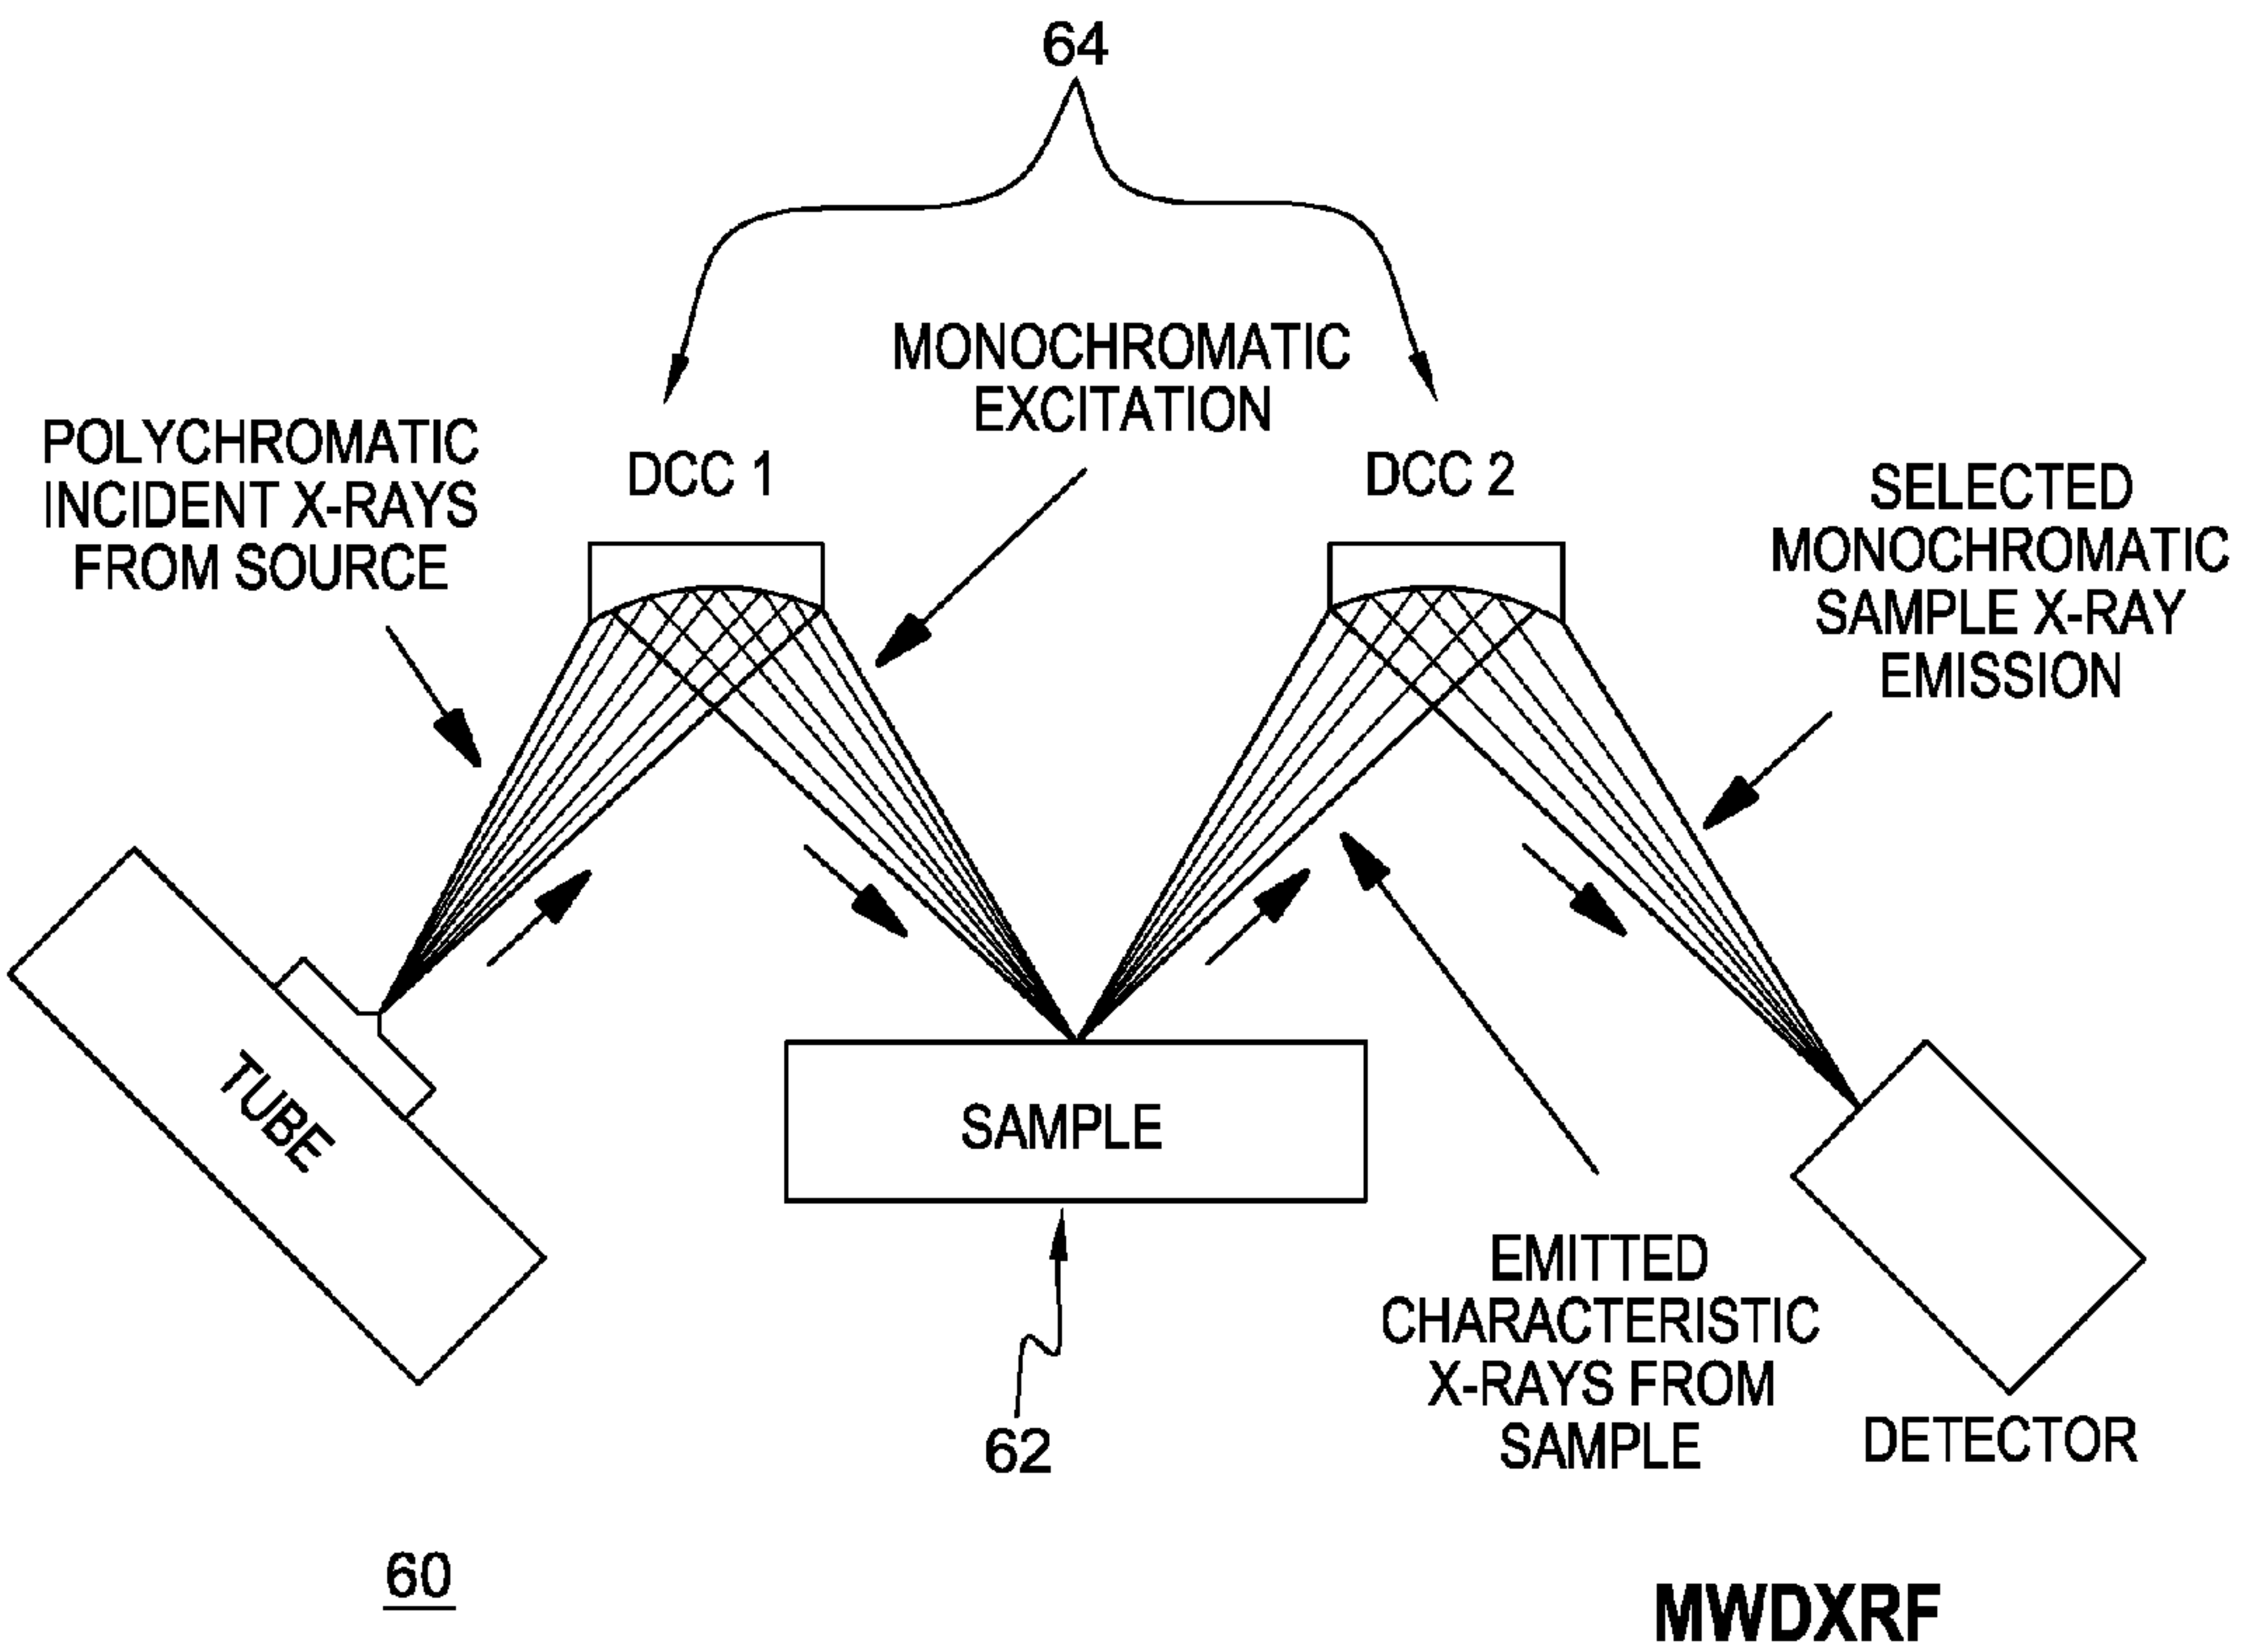 64
MONOCHROMATIC
EXCITATION
POLYCHROMATIC
INCIDENT X-RAYS
FROM SOURCE
DCC 1
DCC 2
SELECTED
MONOCHROMATIC
SAMPLE X-RAY
EMISSION
TUBE
SAMPLE
EMITTED
CHARACTERISTIC
X-RAYS FROM
SAMPLE
DETECTOR
62
60
MWDXRF